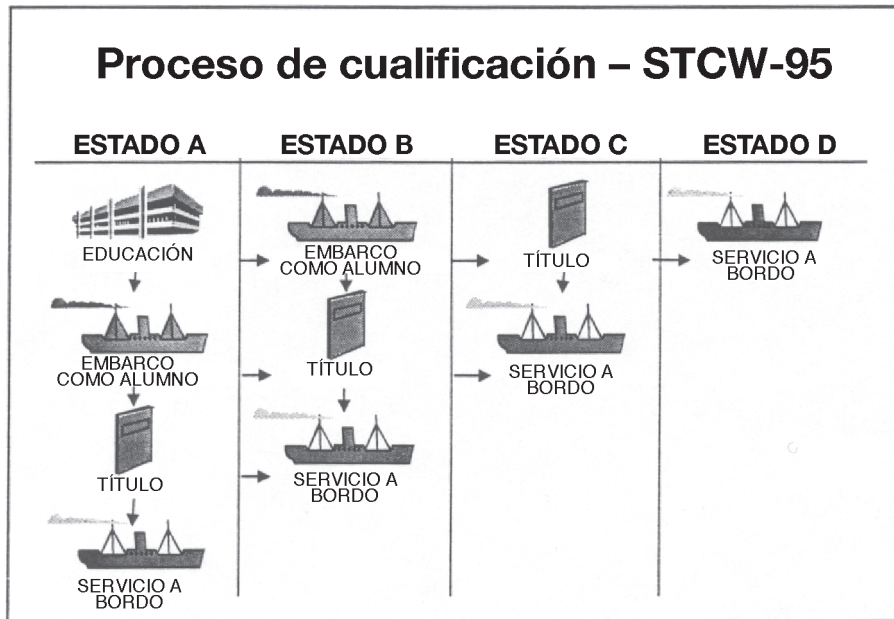 Proceso de cualificación – STCW-95
ESTADO A
ESTADO B
ESTADO C
ESTADO D
EDUCACIÓN
EMBARCO
COMO ALUMNO
TÍTULO
SERVICIO A
BORDO
EMBARCO
COMO ALUMNO
TÍTULO
SERVICIO A
BORDO
TÍTULO
SERVICIO A
BORDO
SERVICIO A
BORDO